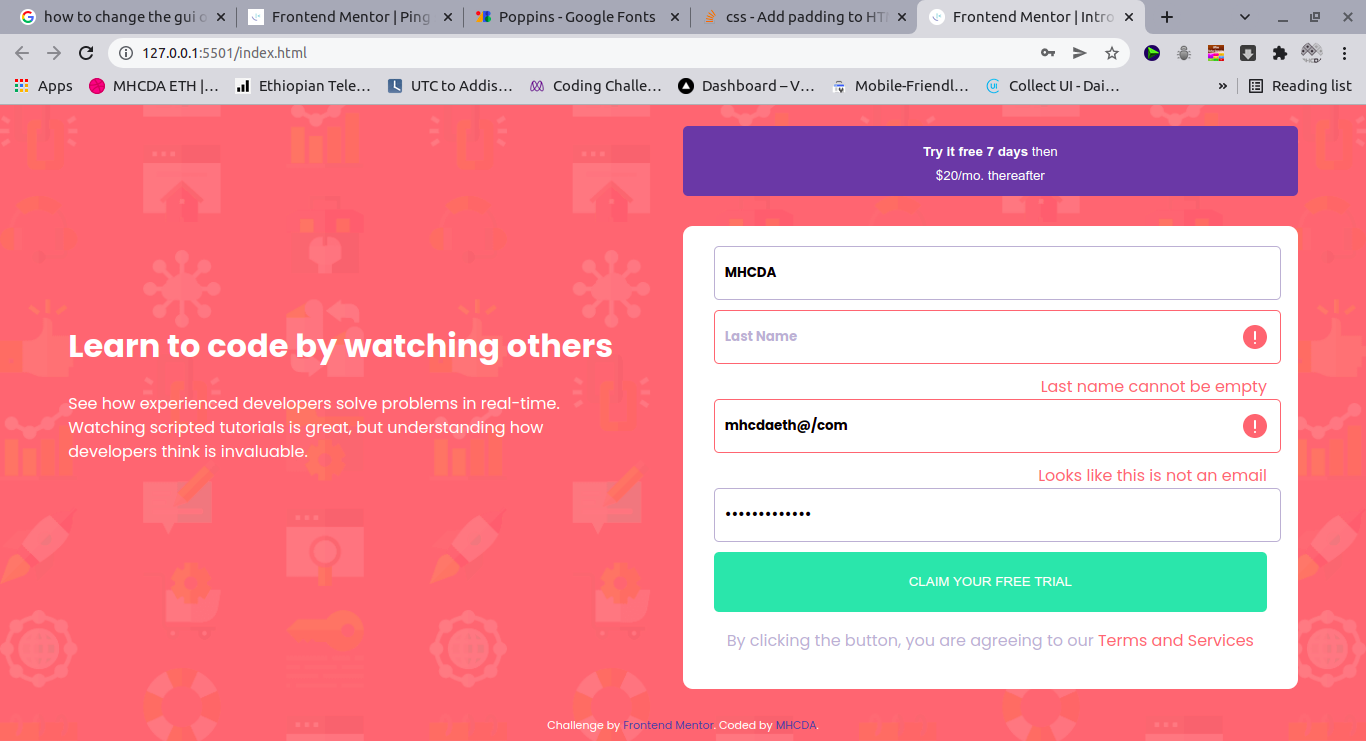 how to change the gui o
Frontend Mentor | Ping
Poppins - Google Fonts
css - Add padding to HT
Frontend Mentor | Intro
127.0.0.1:5501/index.html
Apps
MHCDA ETH |...
Ethiopian Tele...
UTC to Addis...
Coding Challe...
Dashboard – V...
Mobile-Friendl...
Collect UI - Dai...
»
Reading list
Try it free 7 days then
$20/mo. thereafter
MHCDA
Last Name
Last name cannot be empty
mhcdaeth@/com
Looks like this is not an email
•••••••••••••
CLAIM YOUR FREE TRIAL
By clicking the button, you are agreeing to our Terms and Services
Learn to code by watching others
See how experienced developers solve problems in real-time.
Watching scripted tutorials is great, but understanding how
developers think is invaluable.
Challenge by Frontend Mentor. Coded by MHCDA.